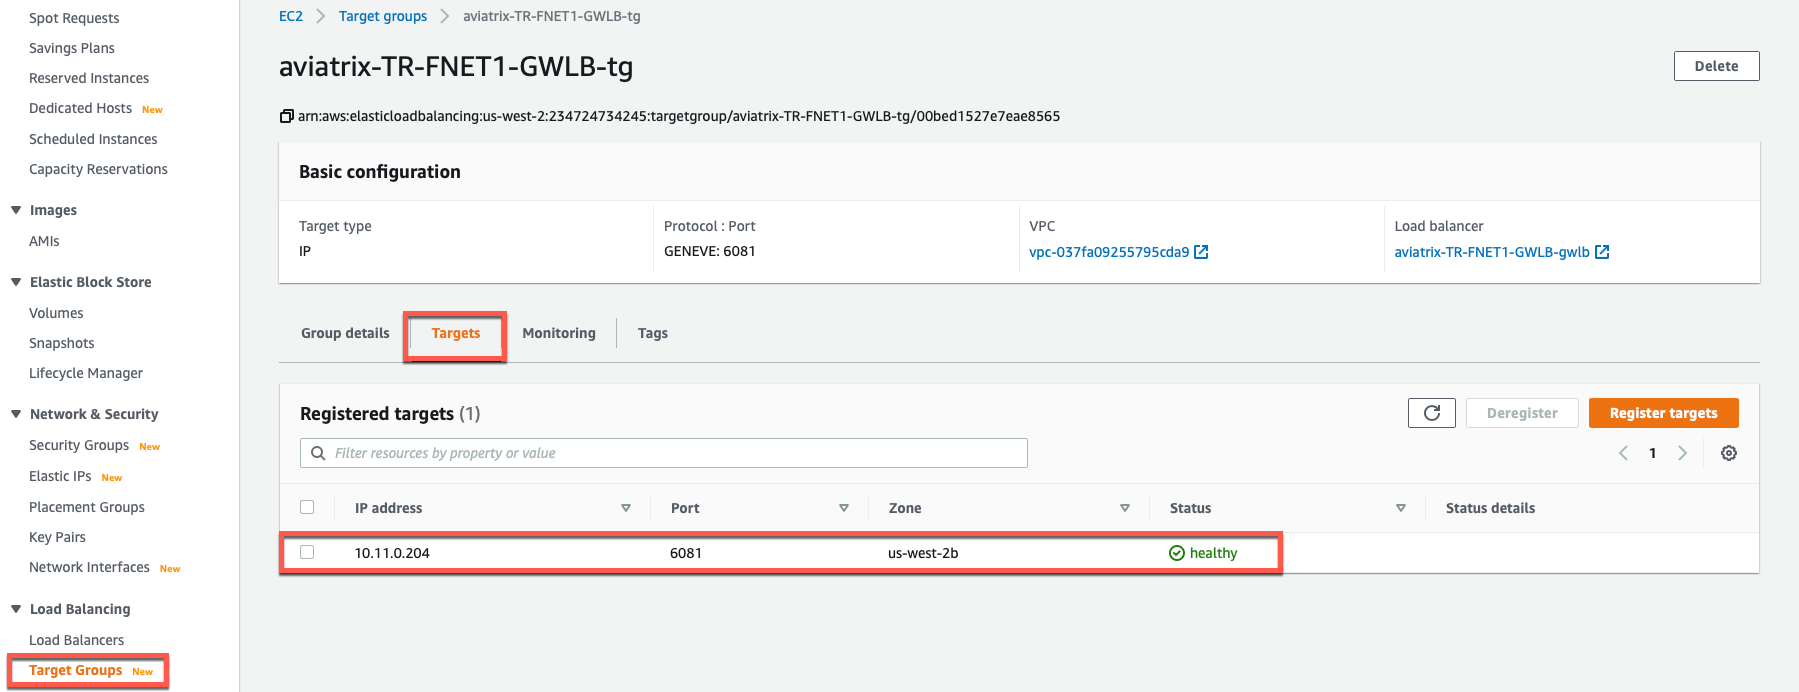 Spot Requests
Savings Plans
Reserved Instances
Dedicated Hosts New
Scheduled Instances
Capacity Reservations
Images
AMIs
Elastic Block Store
Volumes
Snapshots
Lifecycle Manager
Network & Security
Security Groups New
Elastic IPs New
Placement Groups
Key Pairs
Network Interfaces New
Load Balancing
Load Balancers
Target Groups New
EC2 Target groups aviatrix-TR-FNET1-GWLB-tg
aviatrix-TR-FNET1-GWLB-tg Delete
arn:aws:elasticloadbalancing:us-west-2:234724734245:targetgroup/aviatrix-TR-FNET1-GWLB-tg/00bed1527e7eae8565
Basic configuration
Target type Protocol : Port VPC Load balancer
IP GENEVE: 6081 vpc-037fa09255795cda9 aviatrix-TR-FNET1-GWLB-gwlb
Group details Targets Monitoring Tags
Registered targets (1) Deregister Register targets
Filter resources by property or value 1
IP address Port Zone Status Status details
10.11.0.204 6081 us-west-2b healthy